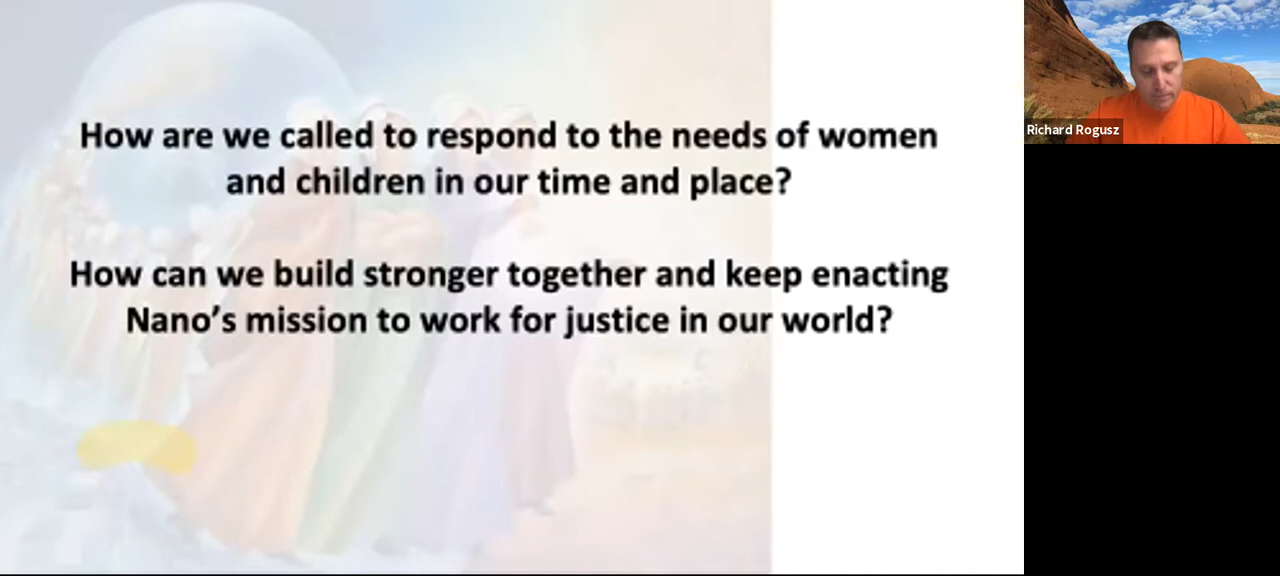 How are we called to respond to the needs of women
and children in our time and place?
How can we build stronger together and keep enacting
Nano’s mission to work for justice in our world?
Richard Rogusz